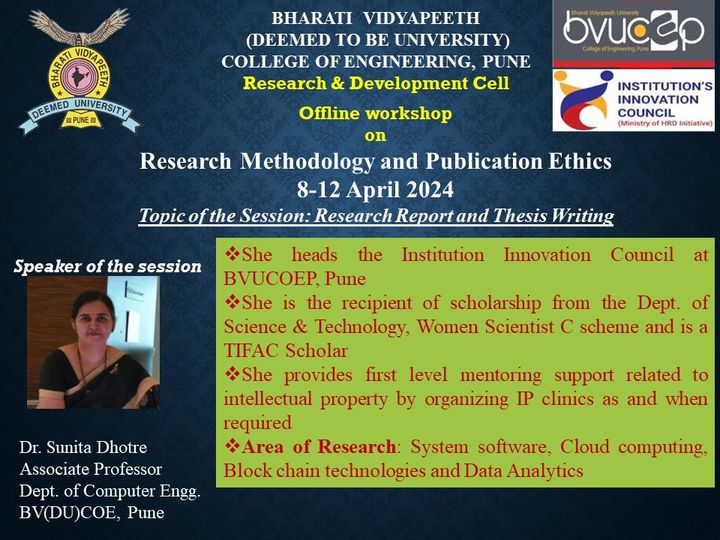 BHARATI VIDYAPEETH
(DEEMED TO BE UNIVERSITY)
COLLEGE OF ENGINEERING, PUNE
Research & Development Cell
Offline workshop
on
Research Methodology and Publication Ethics
8-12 April 2024
Topic of the Session: Research Report and Thesis Writing
BHARATI VIDYAPEETH
DEEMED UNIVERSITY
PUNE
Bharati Vidyapeeth Deemed University
bvucoep
College of Engineering, Pune
INSTITUTION'S
INNOVATION
COUNCIL
(Ministry of HRD Initiative)
Speaker of the session
Dr. Sunita Dhotre
Associate Professor
Dept. of Computer Engg.
BV(DU)COE, Pune
❖She heads the Institution Innovation Council at
BVUCOEP, Pune
❖She is the recipient of scholarship from the Dept. of
Science & Technology, Women Scientist C scheme and is a
TIFAC Scholar
❖She provides first level mentoring support related to
intellectual property by organizing IP clinics as and when
required
❖Area of Research: System software, Cloud computing,
Block chain technologies and Data Analytics